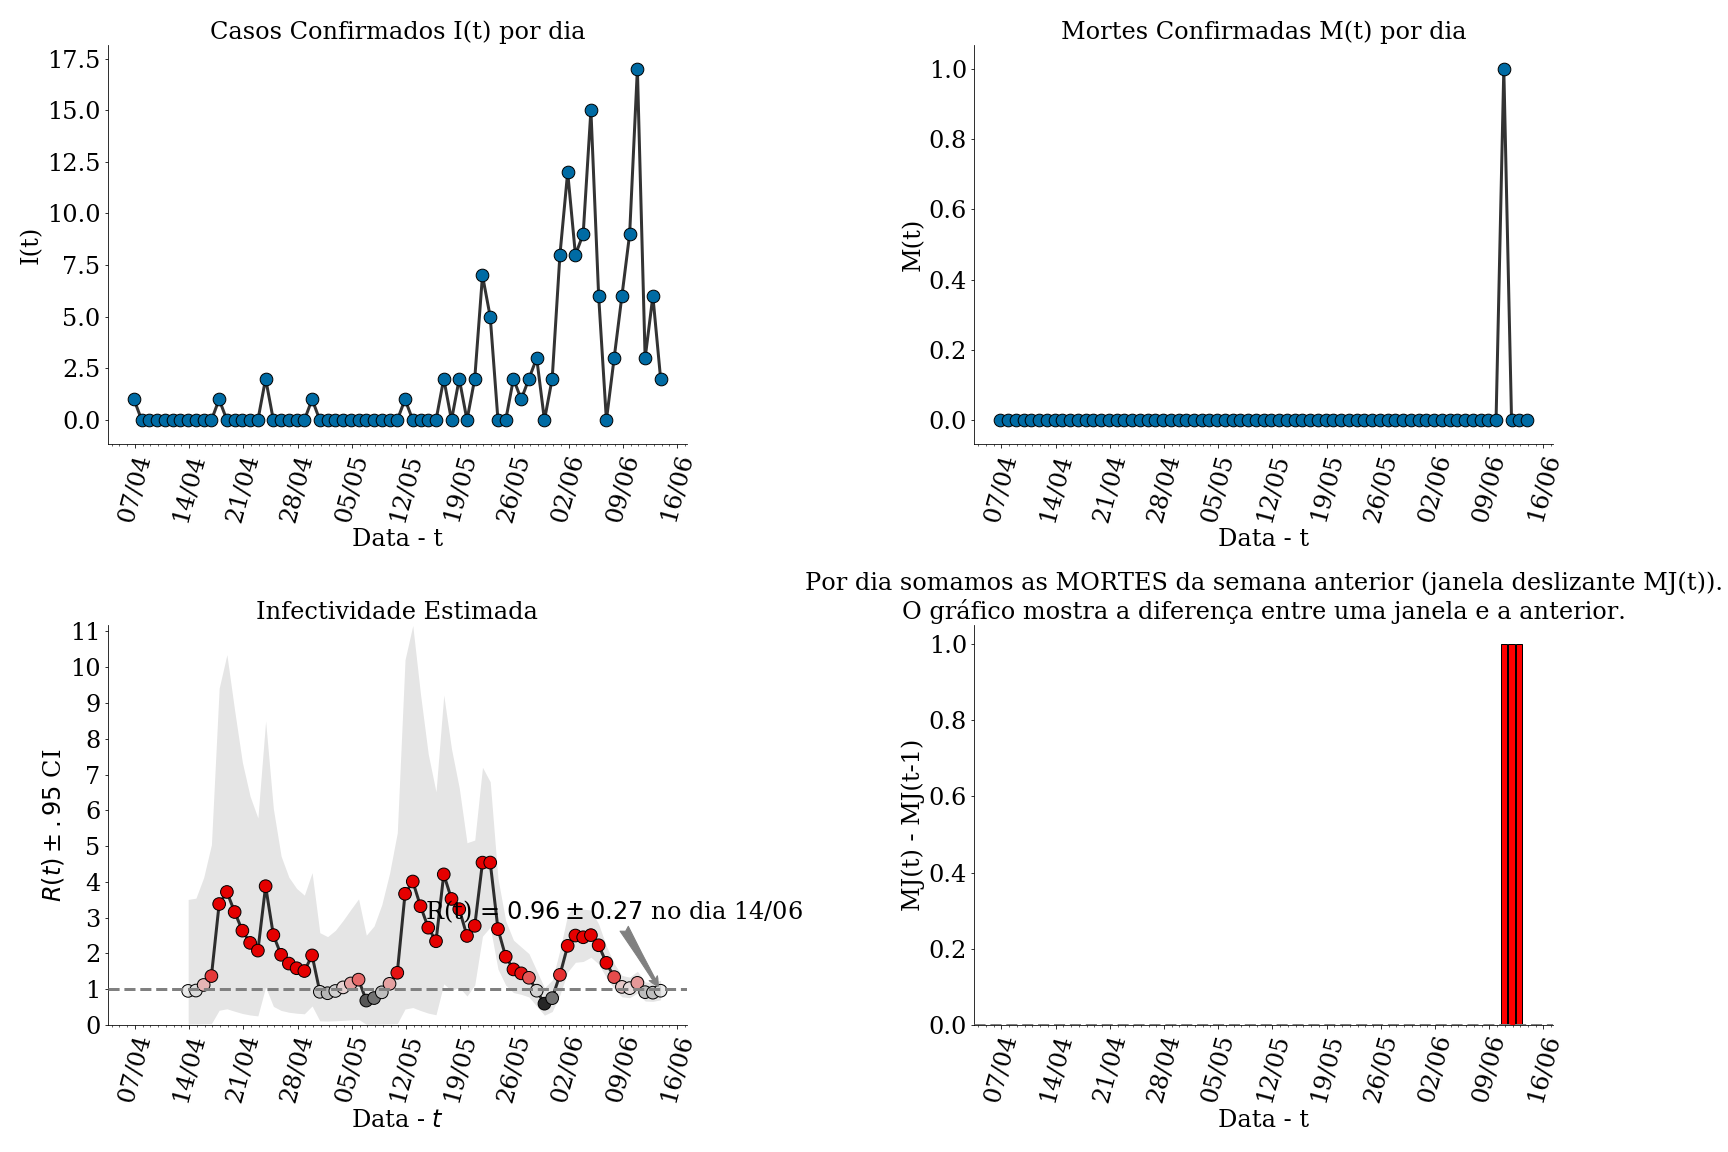 Casos Confirmados I(t) por dia
17.5
15.0
12.5
10.0
7.5
5.0
2.5
0.0
I(t)
07/04 14/04 21/04 28/04 05/05 12/05 19/05 26/05 02/06 09/06 16/06
Data - t
Mortes Confirmadas M(t) por dia
1.0
0.8
0.6
0.4
0.2
0.0
M(t)
07/04 14/04 21/04 28/04 05/05 12/05 19/05 26/05 02/06 09/06 16/06
Data - t
Infectividade Estimada
11
10
9
8
7
6
5
4
3
2
1
0
R(t) ± .95 CI
R(t) = 0.96 ± 0.27 no dia 14/06
07/04 14/04 21/04 28/04 05/05 12/05 19/05 26/05 02/06 09/06 16/06
Data - t
Por dia somamos as MORTES da semana anterior (janela deslizante MJ(t)).
O gráfico mostra a diferença entre uma janela e a anterior.
1.0
0.8
0.6
0.4
0.2
0.0
MJ(t) - MJ(t-1)
07/04 14/04 21/04 28/04 05/05 12/05 19/05 26/05 02/06 09/06 16/06
Data - t